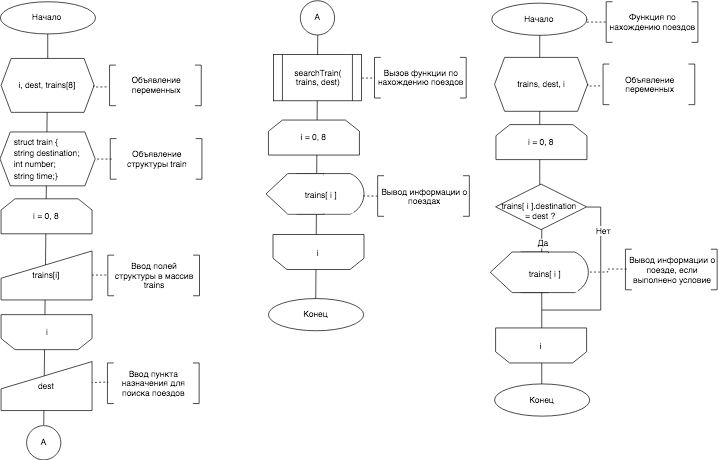 Начало
i, dest, trains[8]
Объявление
переменных
struct train {
string destination;
int number;
string time;}
Объявление
структуры train
i = 0, 8
trains[i]
Ввод полей
структуры в массив
trains
i
dest
Ввод пункта
назначения для
поиска поездов
A
A
searchTrain(
trains, dest)
Вызов функции по
нахождению поездов
i = 0, 8
trains[ i ]
Вывод информации о
поездах
i
Конец
Начало
Функция по
нахождению поездов
trains, dest, i
Объявление
переменных
i = 0, 8
trains[ i ].destination
= dest ?
Нет
Да
trains[ i ]
Вывод информации о
поезде, если
выполнено условие
i
Конец